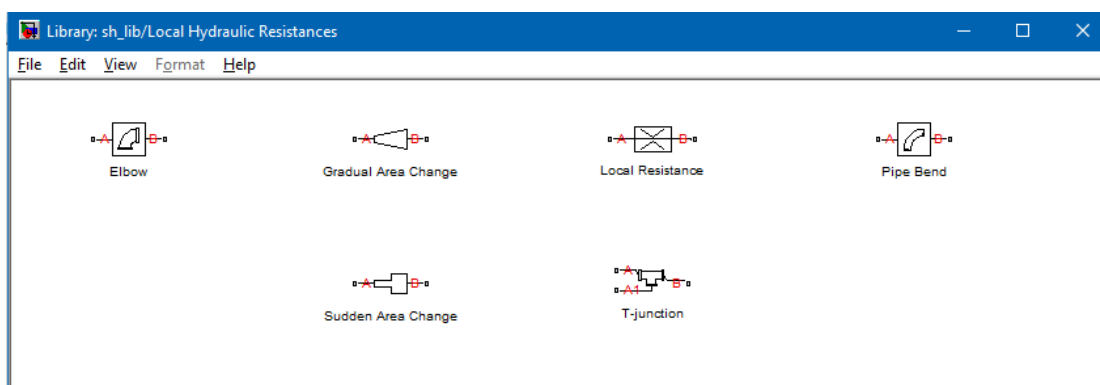 Library: sh_lib/Local Hydraulic Resistances
File Edit View Format Help
A B A B A B A B
Elbow Gradual Area Change Local Resistance Pipe Bend
A B A B
A1
Sudden Area Change T-junction